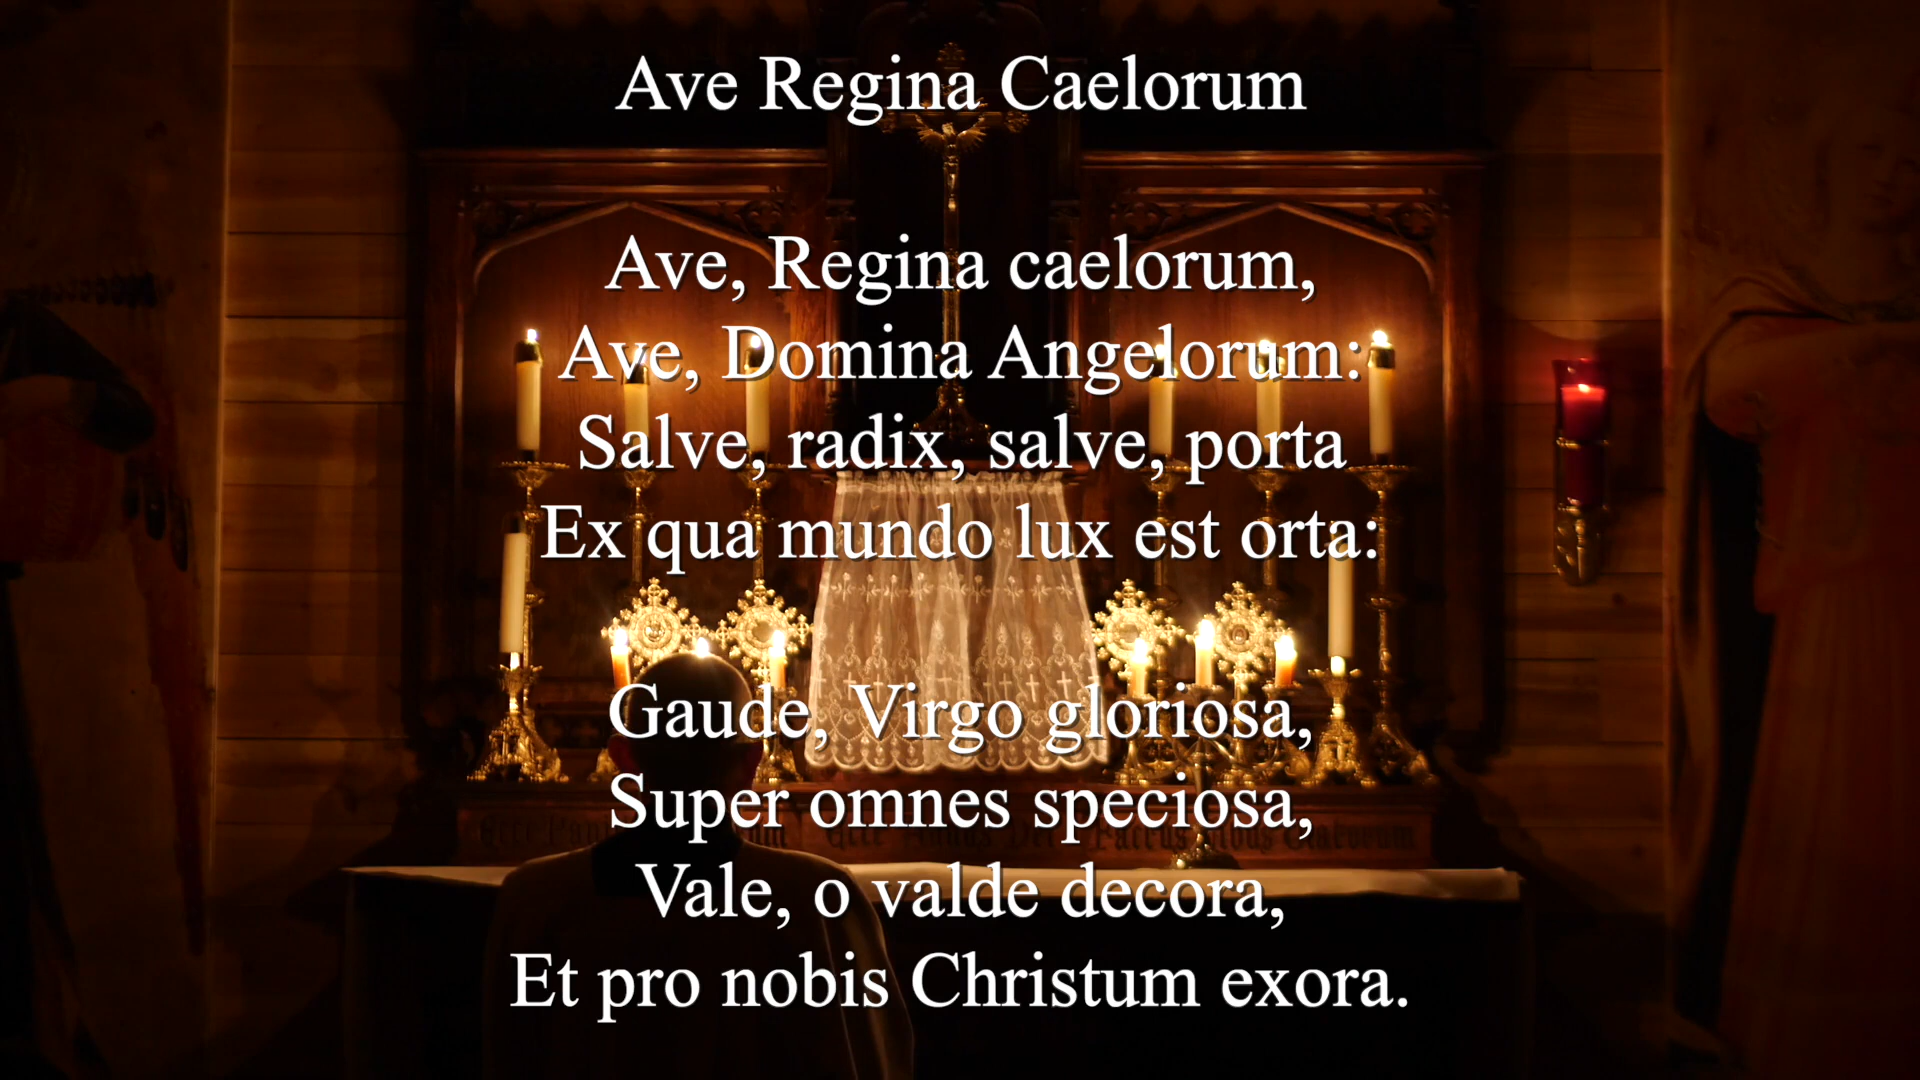 Ave Regina Caelorum
Ave, Regina caelorum,
Ave, Domina Angelorum:
Salve, radix, salve, porta
Ex qua mundo lux est orta:
Gaude, Virgo gloriosa,
Super omnes speciosa,
Vale, o valde decora,
Et pro nobis Christum exora.